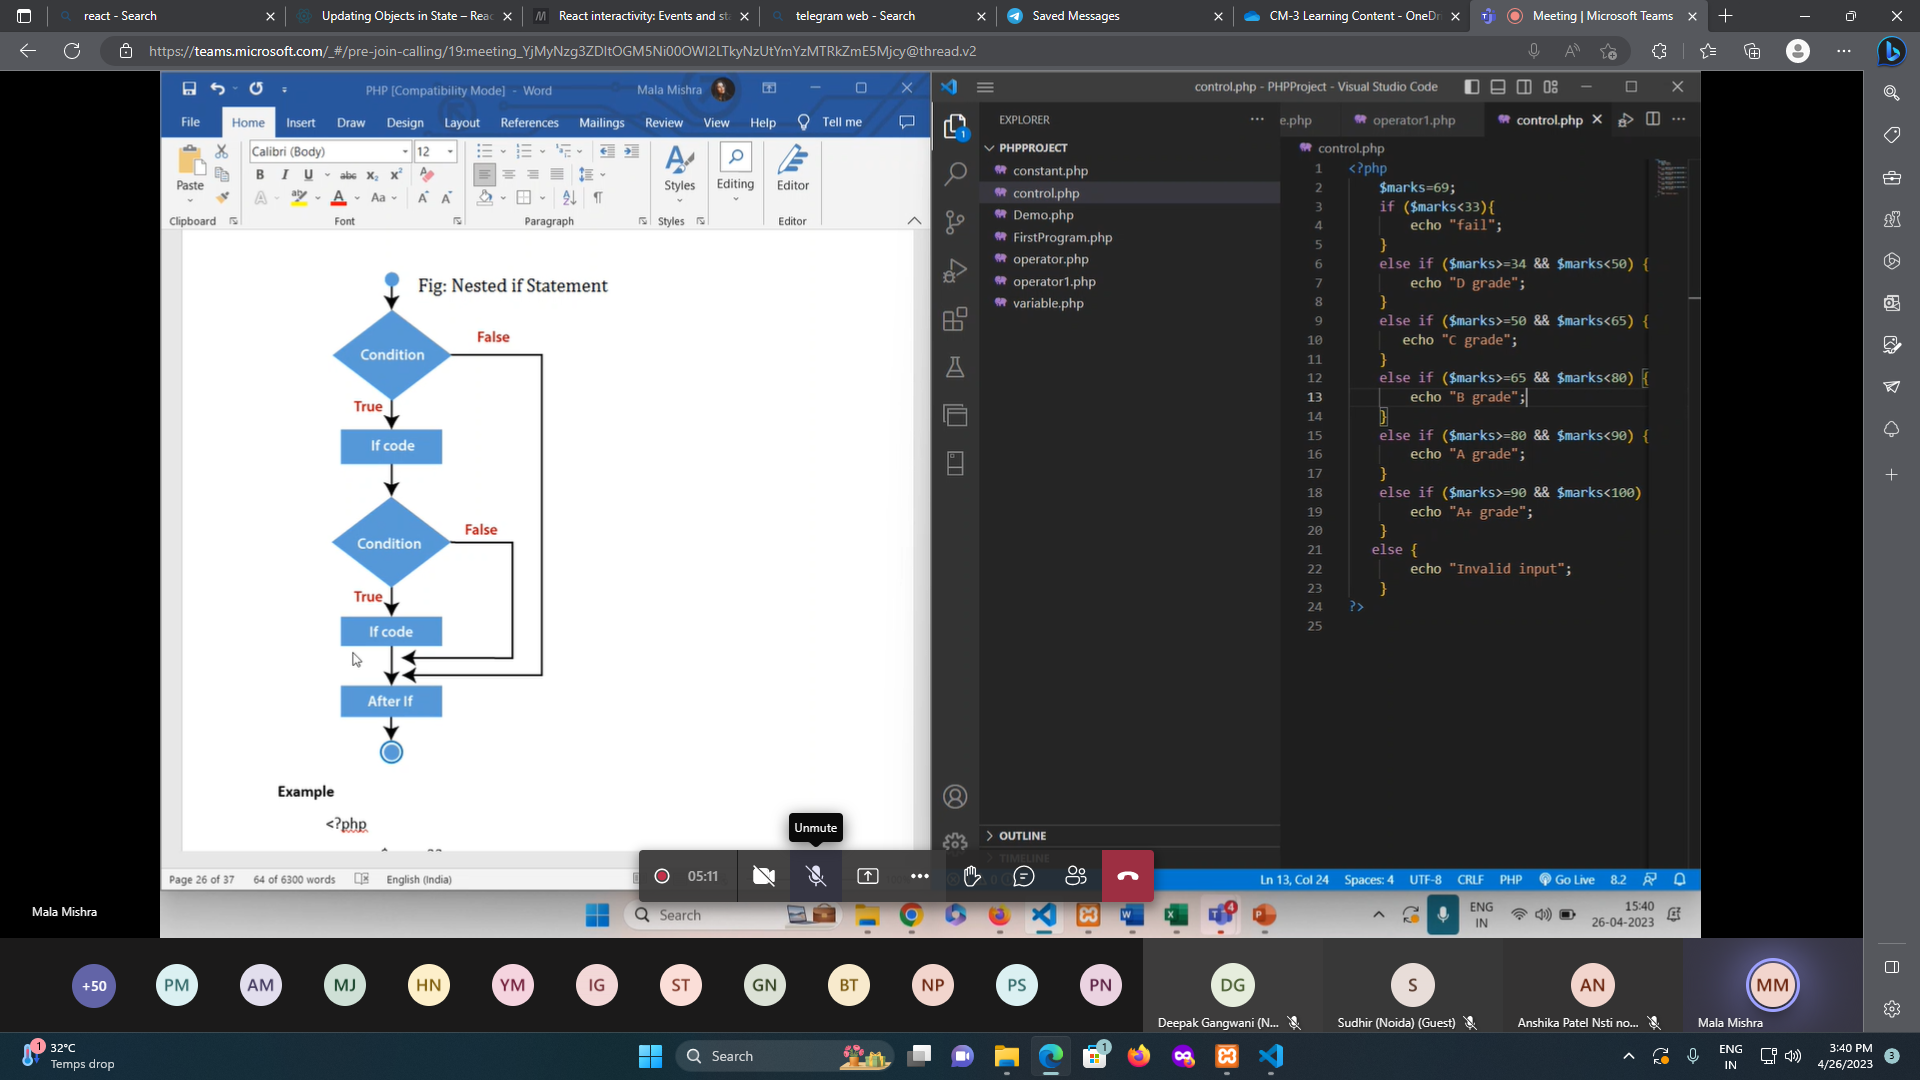 react - Search
Updating Objects in State – Rea
React interactivity: Events and st
telegram web - Search
Saved Messages
CM-3 Learning Content - OneDr
Meeting | Microsoft Teams
https://teams.microsoft.com/_#/pre-join-calling/19:meeting_YjMyNzg3ZDItOGM5Ni00OWI2LTkyNzUtYmYzMTRkZmE5Mjcy@thread.v2
PHP [Compatibility Mode] - Word
Mala Mishra
File Home Insert Draw Design Layout References Mailings Review View Help Tell me
Calibri (Body) 12
Paste
Styles
Editing
Editor
Clipboard Font Paragraph Styles Editor
Fig: Nested if Statement
Condition
False
True
If code
Condition
False
True
If code
After If
Example
<?php
Page 26 of 37 64 of 6300 words English (India)
control.php - PHPProject - Visual Studio Code
EXPLORER
PHPPROJECT
constant.php
control.php
Demo.php
FirstProgram.php
operator.php
operator1.php
variable.php
OUTLINE
TIMELINE
e.php operator1.php control.php
control.php
1 <?php
2 $marks=69;
3 if ($marks<33){
4 echo "fail";
5 }
6 else if ($marks>=34 && $marks<50) {
7 echo "D grade";
8 }
9 else if ($marks>=50 && $marks<65) {
10 echo "C grade";
11 }
12 else if ($marks>=65 && $marks<80) {
13 echo "B grade";
14 }
15 else if ($marks>=80 && $marks<90) {
16 echo "A grade";
17 }
18 else if ($marks>=90 && $marks<100)
19 echo "A+ grade";
20 }
21 else {
22 echo "Invalid input";
23 }
24 ?>
25
Ln 13, Col 24 Spaces: 4 UTF-8 CRLF PHP Go Live 8.2
Unmute
05:11
Search
ENG
IN
15:40
26-04-2023
Mala Mishra
+50 PM AM MJ HN YM IG ST GN BT NP PS PN DG S AN MM
Deepak Gangwani (N... Sudhir (Noida) (Guest) Anshika Patel Nsti no... Mala Mishra
32°C
Temps drop
Search
ENG
IN
3:40 PM
4/26/2023
3